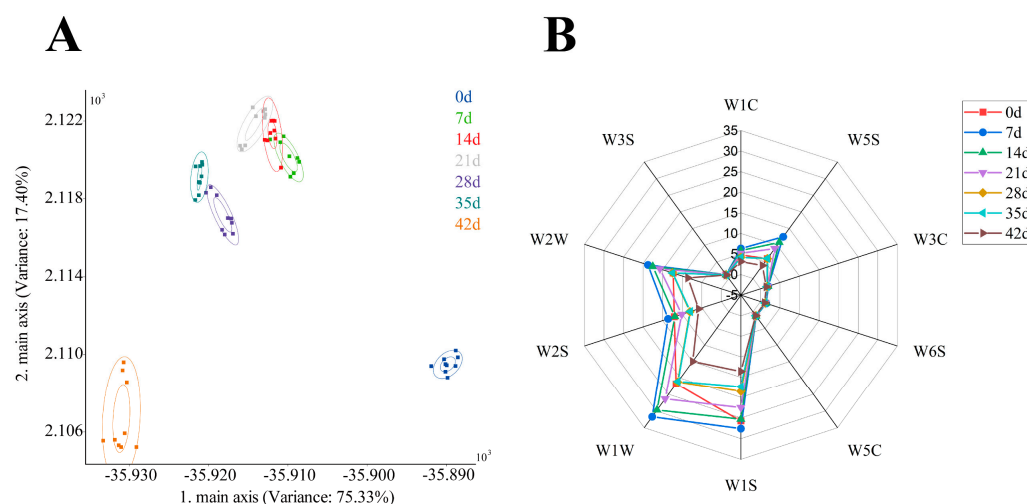 A
10³
2.122
2.118
2.114
2.110
2.106
2. main axis (Variance: 17.40%)
-35.930
-35.920
-35.910
-35.900
-35.890
10³
1. main axis (Variance: 75.33%)
0d
7d
14d
21d
28d
35d
42d
B
W1C
W5S
W3C
W6S
W5C
W1S
W1W
W2S
W2W
W3S
35
30
25
20
15
10
5
0
-5
0d
7d
14d
21d
28d
35d
42d